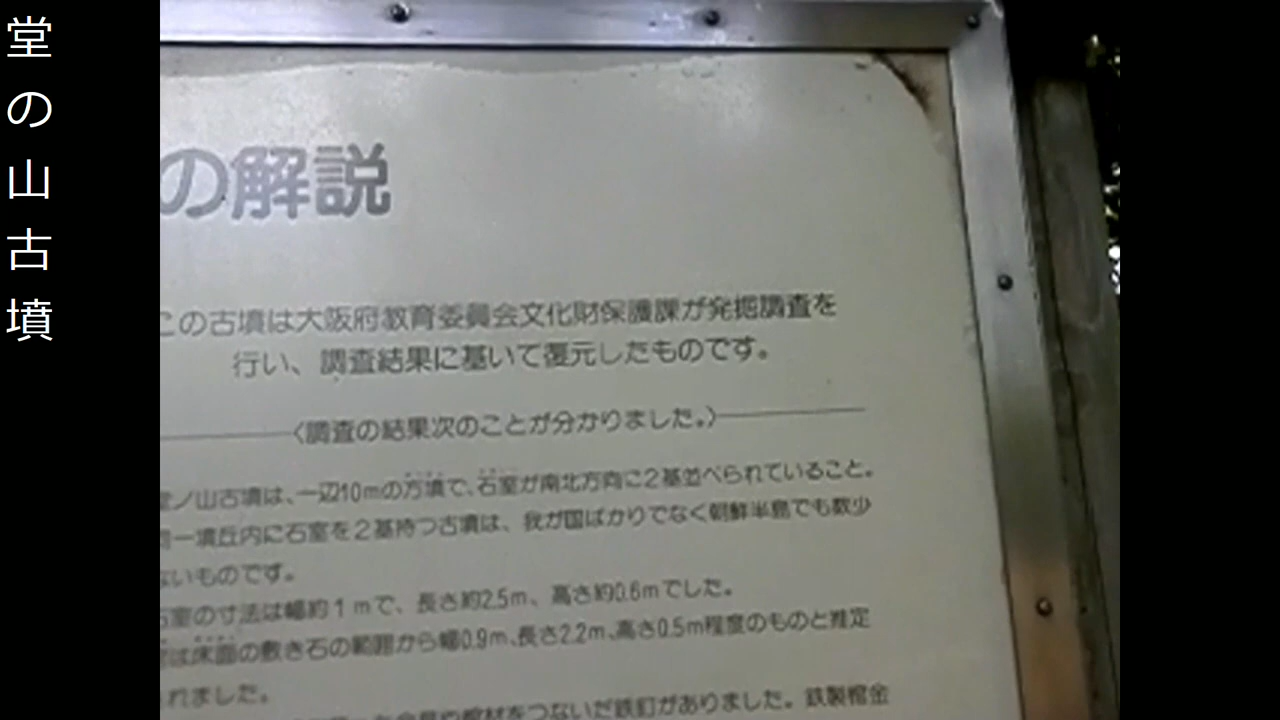 堂の山古墳
の解説
この古墳は大阪府教育委員会文化財保護課が発掘調査を
行い、調査結果に基いて復元したものです。
〈調査の結果次のことが分かりました。〉
ノ山古墳は、一辺10mの方墳で、石室が南北方向に2基並べられていること。
一墳丘内に石室を2基持つ古墳は、我が国ばかりでなく朝鮮半島でも数少
ないものです。
石室の寸法は幅約1mで、長さ約2.5m、高さ約0.6mでした。
は床面の敷き石の範囲から幅0.9m、長さ2.2m、高さ0.5m程度のものと推定
れました。
や棺材をつないだ鉄釘がありました。鉄製棺金